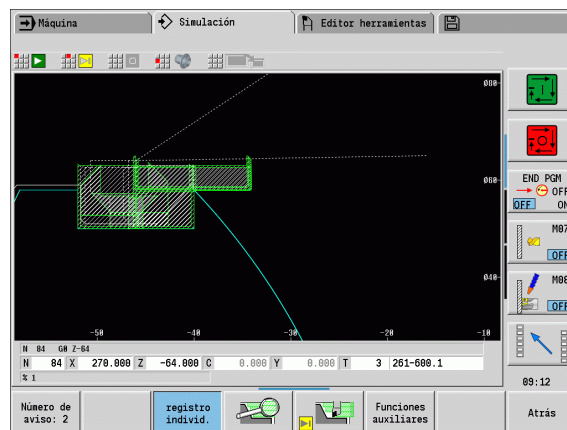 Máquina
Simulación
Editor herramientas
080-
060-
040-
-50
-40
-30
-20
-10
END PGM
OFF
OFF ON
M07
OFF
M08
OFF
N 84 G0 Z-64
N 84 X 270.000 Z -64.000 C 0.000 Y 0.000 T 3 261-600.1
% 1
09:12
Número de
aviso: 2
registro
individ.
Funciones
auxiliares
Atrás